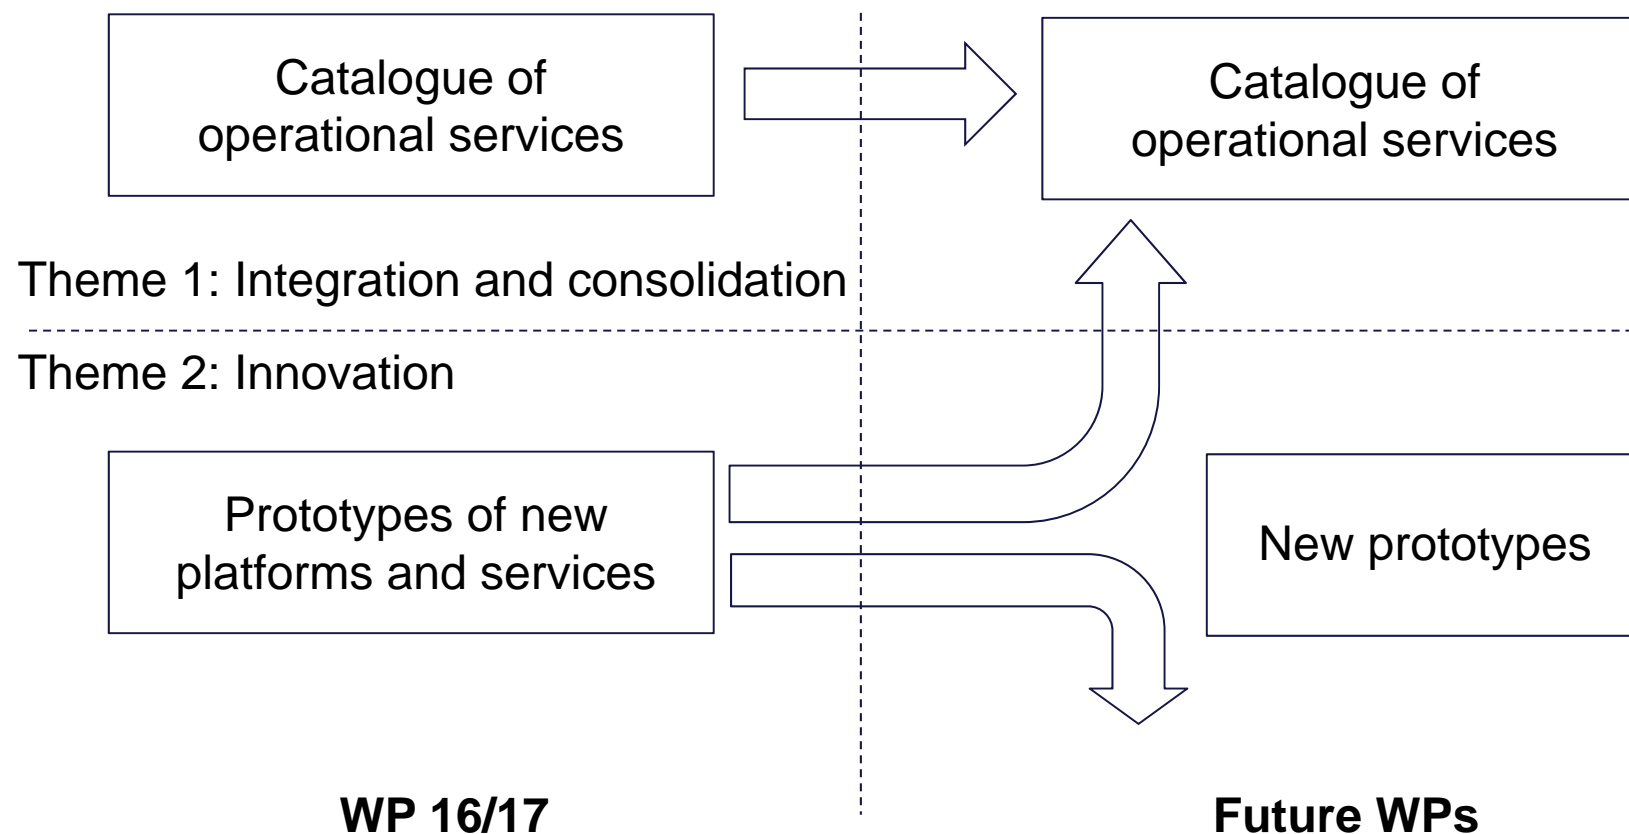 Catalogue of
operational services
Catalogue of
operational services
Theme 1: Integration and consolidation
Theme 2: Innovation
Prototypes of new
platforms and services
New prototypes
WP 16/17
Future WPs